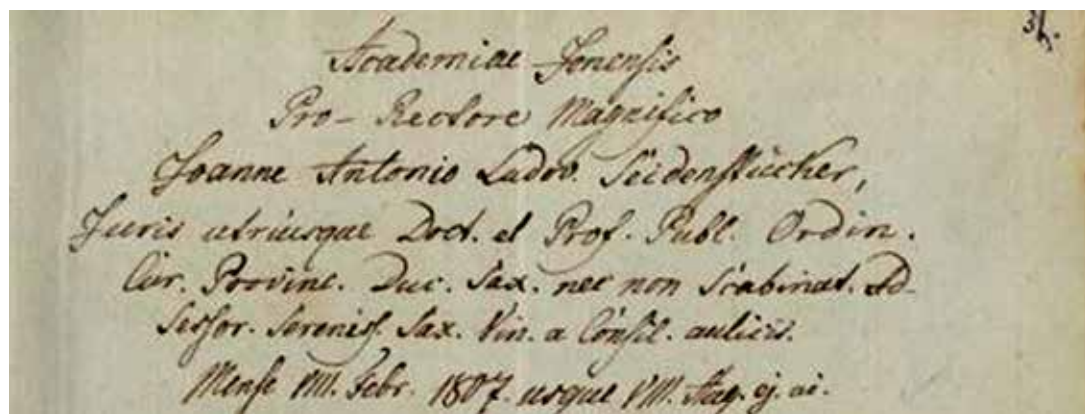 Academiae Jenensis
Pro-Rectore Magnifico
Joanne Antonio Ludov. Seidenstücker,
Juris utriusque Doct. et Prof. Publ. Ordin.
Cur. Provinc. Duc. Sax. nec non Scabinat. Ad-
sessor. Sereniss. Sax. Vin. a Consil. aulicis.
Mense VIII. Febr. 1807. usque VIII. Aug. ej. ai.